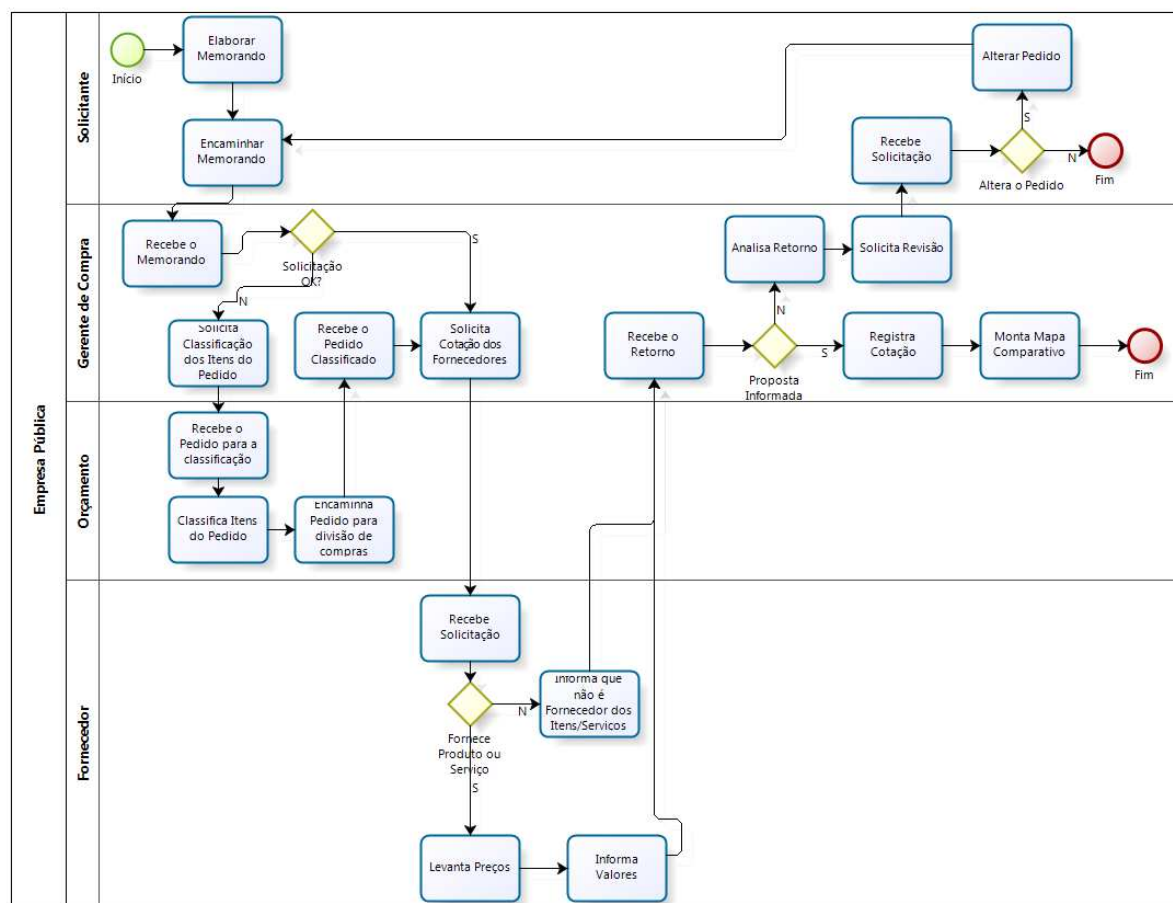 Empresa Pública
Solicitante
Início
Elaborar
Memorando
Encaminhar
Memorando
Alterar Pedido
S
Recebe
Solicitação
Altera o Pedido
N
Fim
Gerente de Compra
Recebe o
Memorando
Solicitação
OK?
S
N
Solicita
Classificação
dos Itens do
Pedido
Recebe o
Pedido
Classificado
Solicita
Cotação dos
Fornecedores
Recebe o
Retorno
Analisa Retorno
Solicita Revisão
N
Proposta
Informada
S
Registra
Cotação
Monta Mapa
Comparativo
Fim
Orçamento
Recebe o
Pedido para a
classificação
Classifica Itens
do Pedido
Encaminha
Pedido para
divisão de
compras
Fornecedor
Recebe
Solicitação
Fornece
Produto ou
Serviço
N
Informa que
não é
Fornecedor dos
Itens/Servicos
S
Levanta Preços
Informa
Valores